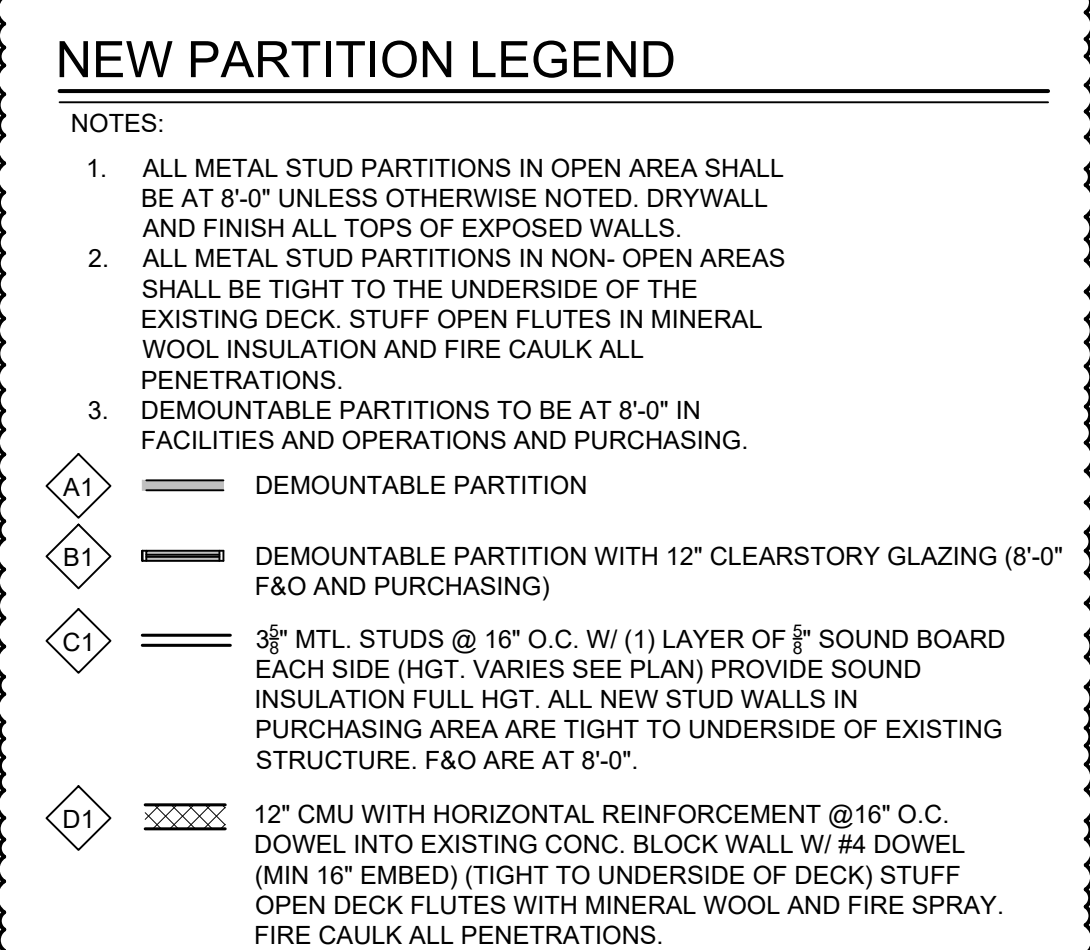 NEW PARTITION LEGEND
NOTES:
1. ALL METAL STUD PARTITIONS IN OPEN AREA SHALL
BE AT 8'-0" UNLESS OTHERWISE NOTED. DRYWALL
AND FINISH ALL TOPS OF EXPOSED WALLS.
2. ALL METAL STUD PARTITIONS IN NON- OPEN AREAS
SHALL BE TIGHT TO THE UNDERSIDE OF THE
EXISTING DECK. STUFF OPEN FLUTES IN MINERAL
WOOL INSULATION AND FIRE CAULK ALL
PENETRATIONS.
3. DEMOUNTABLE PARTITIONS TO BE AT 8'-0" IN
FACILITIES AND OPERATIONS AND PURCHASING.
A1 DEMOUNTABLE PARTITION
B1 DEMOUNTABLE PARTITION WITH 12" CLEARSTORY GLAZING (8'-0"
F&O AND PURCHASING)
C1 3⅝" MTL. STUDS @ 16" O.C. W/ (1) LAYER OF ⅝" SOUND BOARD
EACH SIDE (HGT. VARIES SEE PLAN) PROVIDE SOUND
INSULATION FULL HGT. ALL NEW STUD WALLS IN
PURCHASING AREA ARE TIGHT TO UNDERSIDE OF EXISTING
STRUCTURE. F&O ARE AT 8'-0".
D1 12" CMU WITH HORIZONTAL REINFORCEMENT @16" O.C.
DOWEL INTO EXISTING CONC. BLOCK WALL W/ #4 DOWEL
(MIN 16" EMBED) (TIGHT TO UNDERSIDE OF DECK) STUFF
OPEN DECK FLUTES WITH MINERAL WOOL AND FIRE SPRAY.
FIRE CAULK ALL PENETRATIONS.